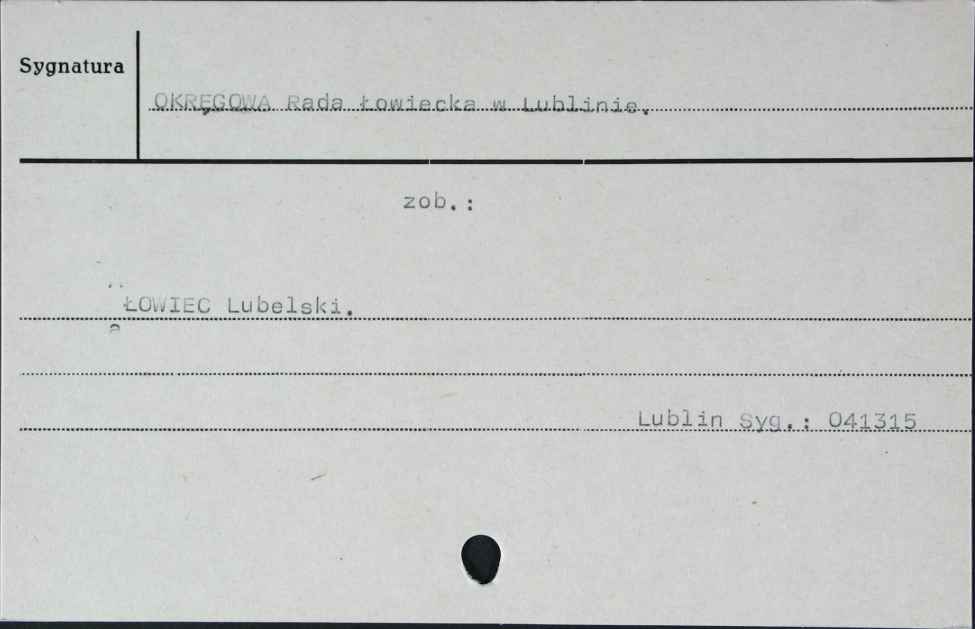 Sygnatura
OKRĘGOWA Rada Łowiecka w Lublinie.
zob.:
ŁOWIEC Lubelski.
Lublin Syg.: 041315